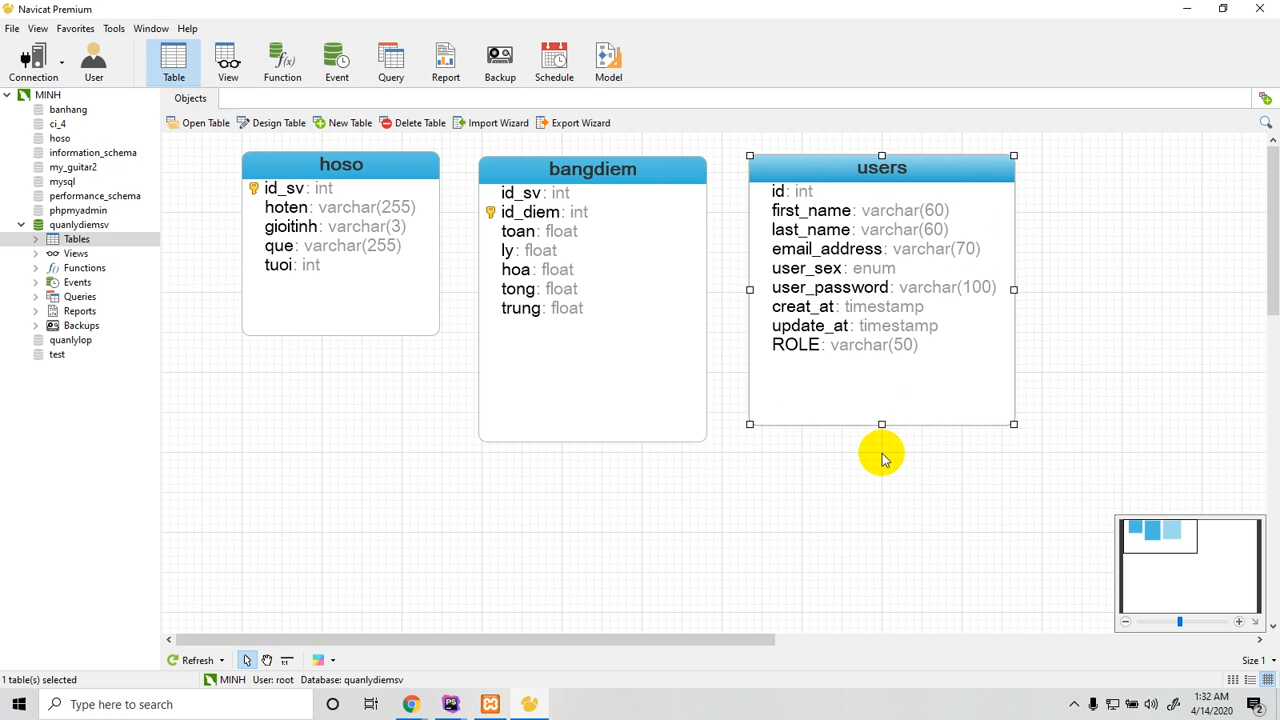 Navicat Premium
File View Favorites Tools Window Help
Connection User Table View Function Event Query Report Backup Schedule Model
MINH
banhang
ci_4
hoso
information_schema
my_guitar2
mysql
performance_schema
phpmyadmin
quanlydiemsv
Tables
Views
Functions
Events
Queries
Reports
Backups
quanlylop
test
Objects
Open Table Design Table New Table Delete Table Import Wizard Export Wizard
hoso
id_sv: int
hoten: varchar(255)
gioitinh: varchar(3)
que: varchar(255)
tuoi: int
bangdiem
id_sv: int
id_diem: int
toan: float
ly: float
hoa: float
tong: float
trung: float
users
id: int
first_name: varchar(60)
last_name: varchar(60)
email_address: varchar(70)
user_sex: enum
user_password: varchar(100)
creat_at: timestamp
update_at: timestamp
ROLE: varchar(50)
Refresh
Size 1
1 table(s) selected
MINH User: root Database: quanlydiemsv
Type here to search
1:32 AM
4/14/2020
2